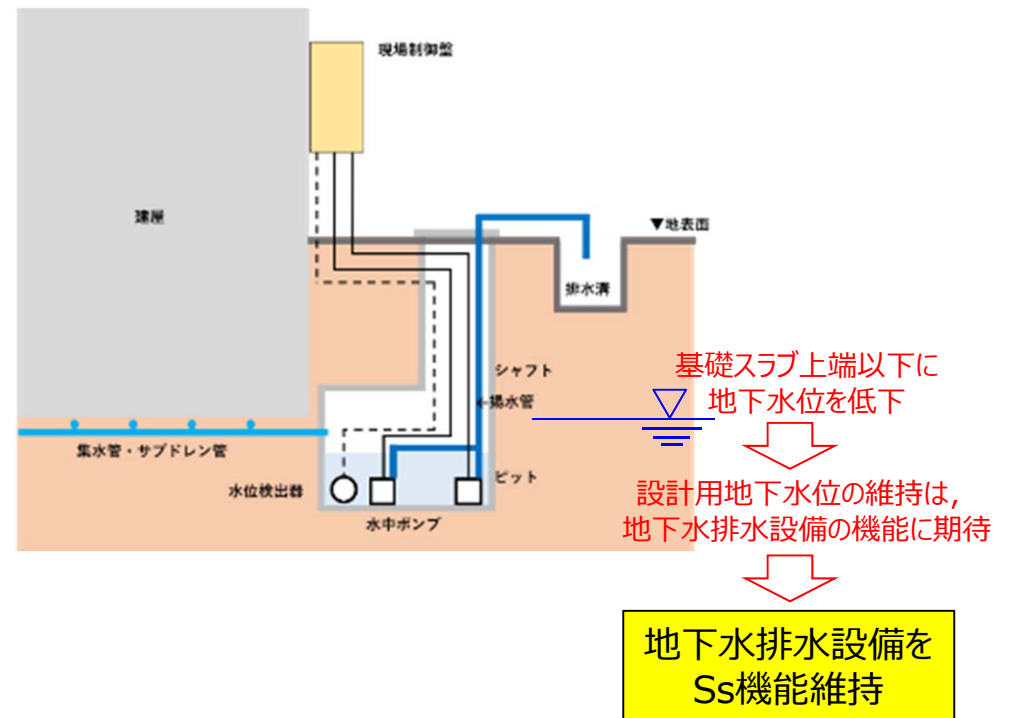 現場制御盤
建屋
▼地表面
排水溝
シャフト
←揚水管
集水管・サブドレン管
水位検出器
ピット
水中ポンプ
基礎スラブ上端以下に
地下水位を低下
設計用地下水位の維持は,
地下水排水設備の機能に期待
地下水排水設備を
Ss機能維持